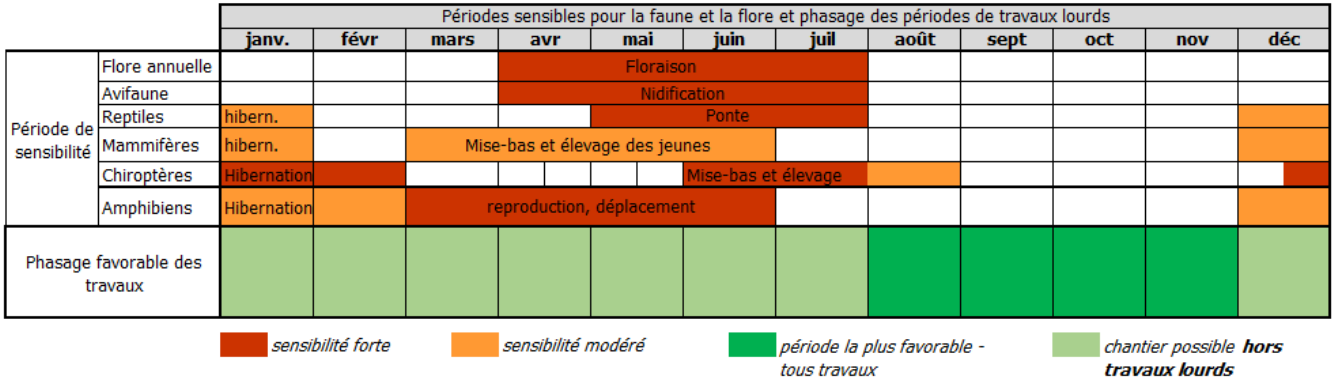 Périodes sensibles pour la faune et la flore et phasage des périodes de travaux lourds
janv. févr mars avr mai juin juil août sept oct nov déc
Période de sensibilité
Flore annuelle Floraison
Avifaune Nidification
Reptiles hibern. Ponte
Mammifères hibern. Mise-bas et élevage des jeunes
Chiroptères Hibernation Mise-bas et élevage
Amphibiens Hibernation reproduction, déplacement
Phasage favorable des
travaux
sensibilité forte
sensibilité modéré
période la plus favorable -
tous travaux
chantier possible hors
travaux lourds